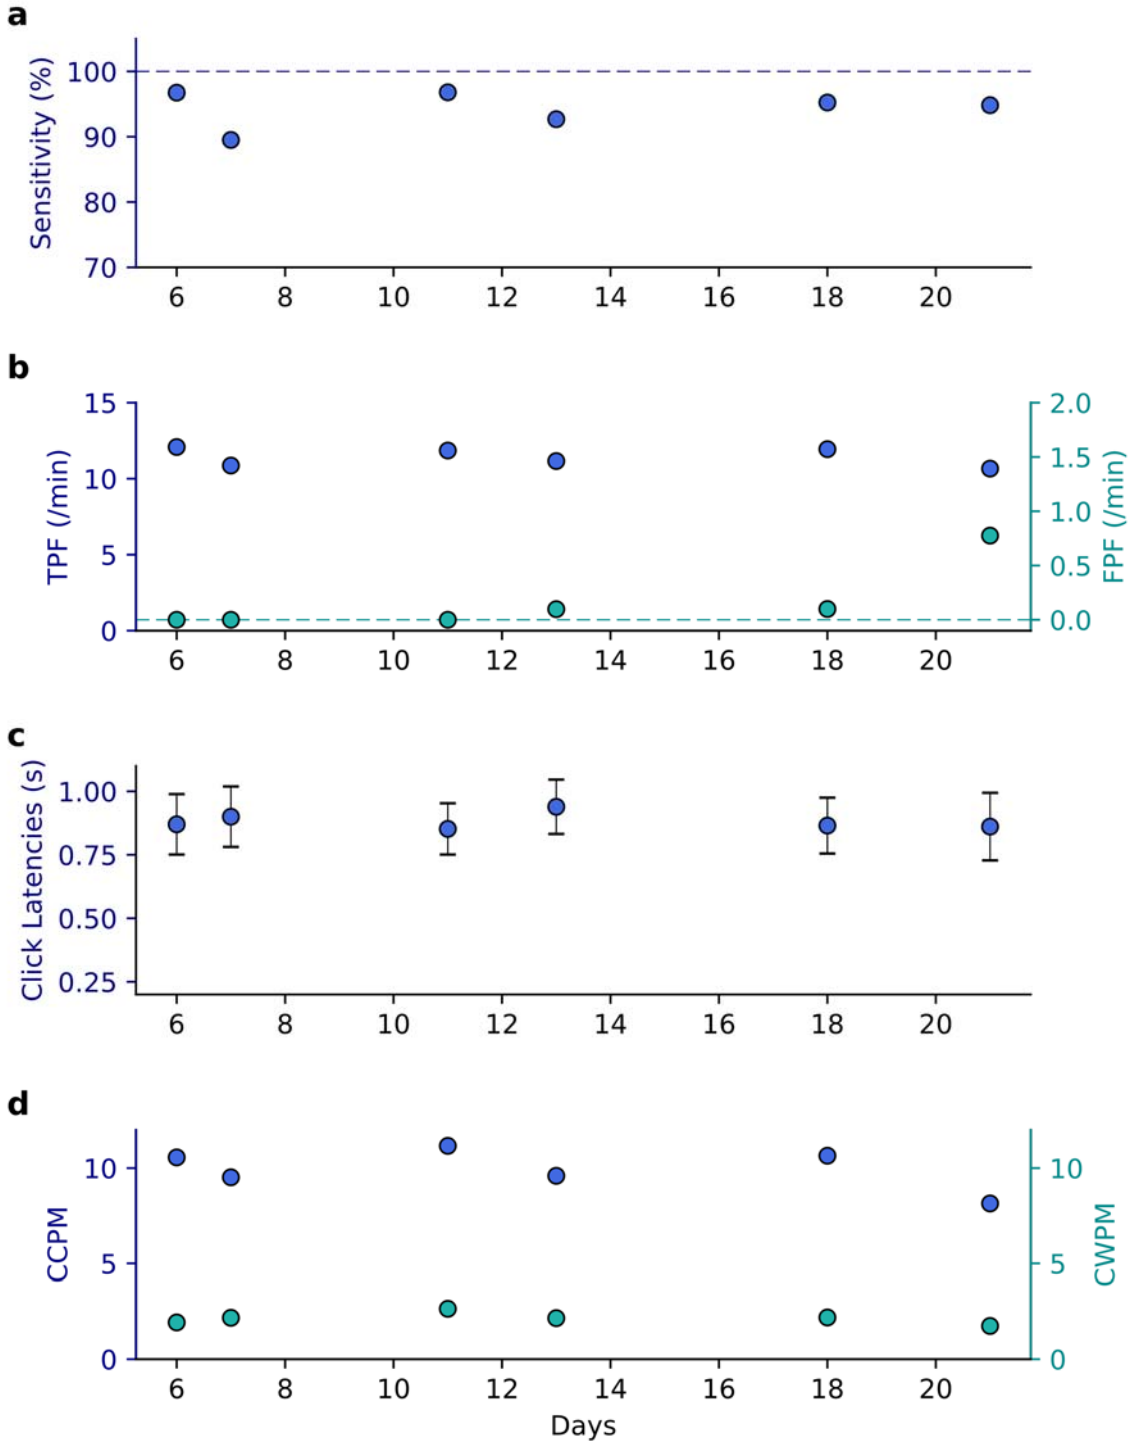 a
Sensitivity (%)
100
90
80
70
6 8 10 12 14 16 18 20
b
TPF (/min)
15
10
5
0
FPF (/min)
2.0
1.5
1.0
0.5
0.0
6 8 10 12 14 16 18 20
c
Click Latencies (s)
1.00
0.75
0.50
0.25
6 8 10 12 14 16 18 20
d
CCPM
10
5
0
CWPM
10
5
0
6 8 10 12 14 16 18 20
Days